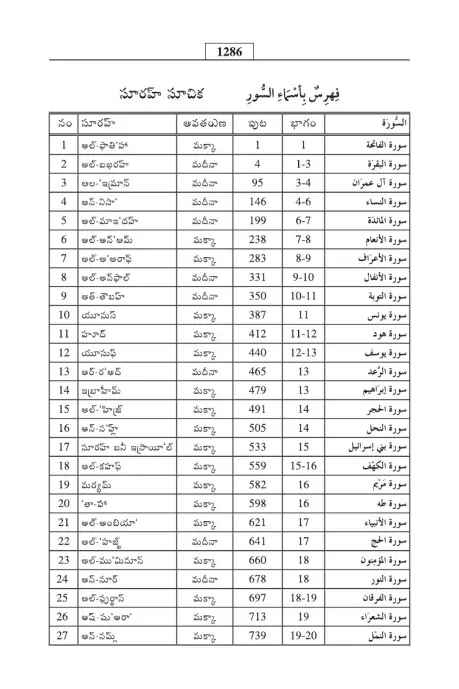 1286
సూరహ్ సూచిక فِهرِسٌ بِأَسْمَاءِ السُّورِ
నం సూరహ్ అవతరణ పుట భాగం السُّورَة
1 అల్-ఫాతి'హా మక్కా 1 1 سورة الفاتحة
2 అల్-బఖరహ్ మదీనా 4 1-3 سورة البقرة
3 ఆల-'ఇమ్రాన్ మదీనా 95 3-4 سورة آل عمران
4 అన్-నిసా' మదీనా 146 4-6 سورة النساء
5 అల్-మాఇ'దహ్ మదీనా 199 6-7 سورة المائدة
6 అల్-అన్'ఆమ్ మక్కా 238 7-8 سورة الأنعام
7 అల్-అ'అరాఫ్ మక్కా 283 8-9 سورة الأعراف
8 అల్-అన్ఫాల్ మదీనా 331 9-10 سورة الأنفال
9 అత్-తౌబహ్ మదీనా 350 10-11 سورة التوبة
10 యూనుస్ మక్కా 387 11 سورة يونس
11 హూద్ మక్కా 412 11-12 سورة هود
12 యూసుఫ్ మక్కా 440 12-13 سورة يوسف
13 అర్-ర'అద్ మదీనా 465 13 سورة الرَّعد
14 ఇబ్రాహీమ్ మక్కా 479 13 سورة إبراهيم
15 అల్-'హిజ్ర్ మక్కా 491 14 سورة الحجر
16 అన్-న'హ్ల్ మక్కా 505 14 سورة النحل
17 సూరహ్ బనీ ఇస్రాయీ'ల్ మక్కా 533 15 سورة بني إسرائيل
18 అల్-కహఫ్ మక్కా 559 15-16 سورة الكهْف
19 మర్యమ్ మక్కా 582 16 سورة مَرْيم
20 'తా-హా మక్కా 598 16 سورة طه
21 అల్-అంబియా' మక్కా 621 17 سورة الأنبياء
22 అల్-'హజ్జ్ మదీనా 641 17 سورة الحج
23 అల్-ము'మినూన్ మక్కా 660 18 سورة المؤمنون
24 అన్-నూర్ మదీనా 678 18 سورة النور
25 అల్-ఫుర్ఖాన్ మక్కా 697 18-19 سورة الفرقان
26 అష్-షు'అరా' మక్కా 713 19 سورة الشعراء
27 అన్-నమ్ల్ మక్కా 739 19-20 سورة النمْل